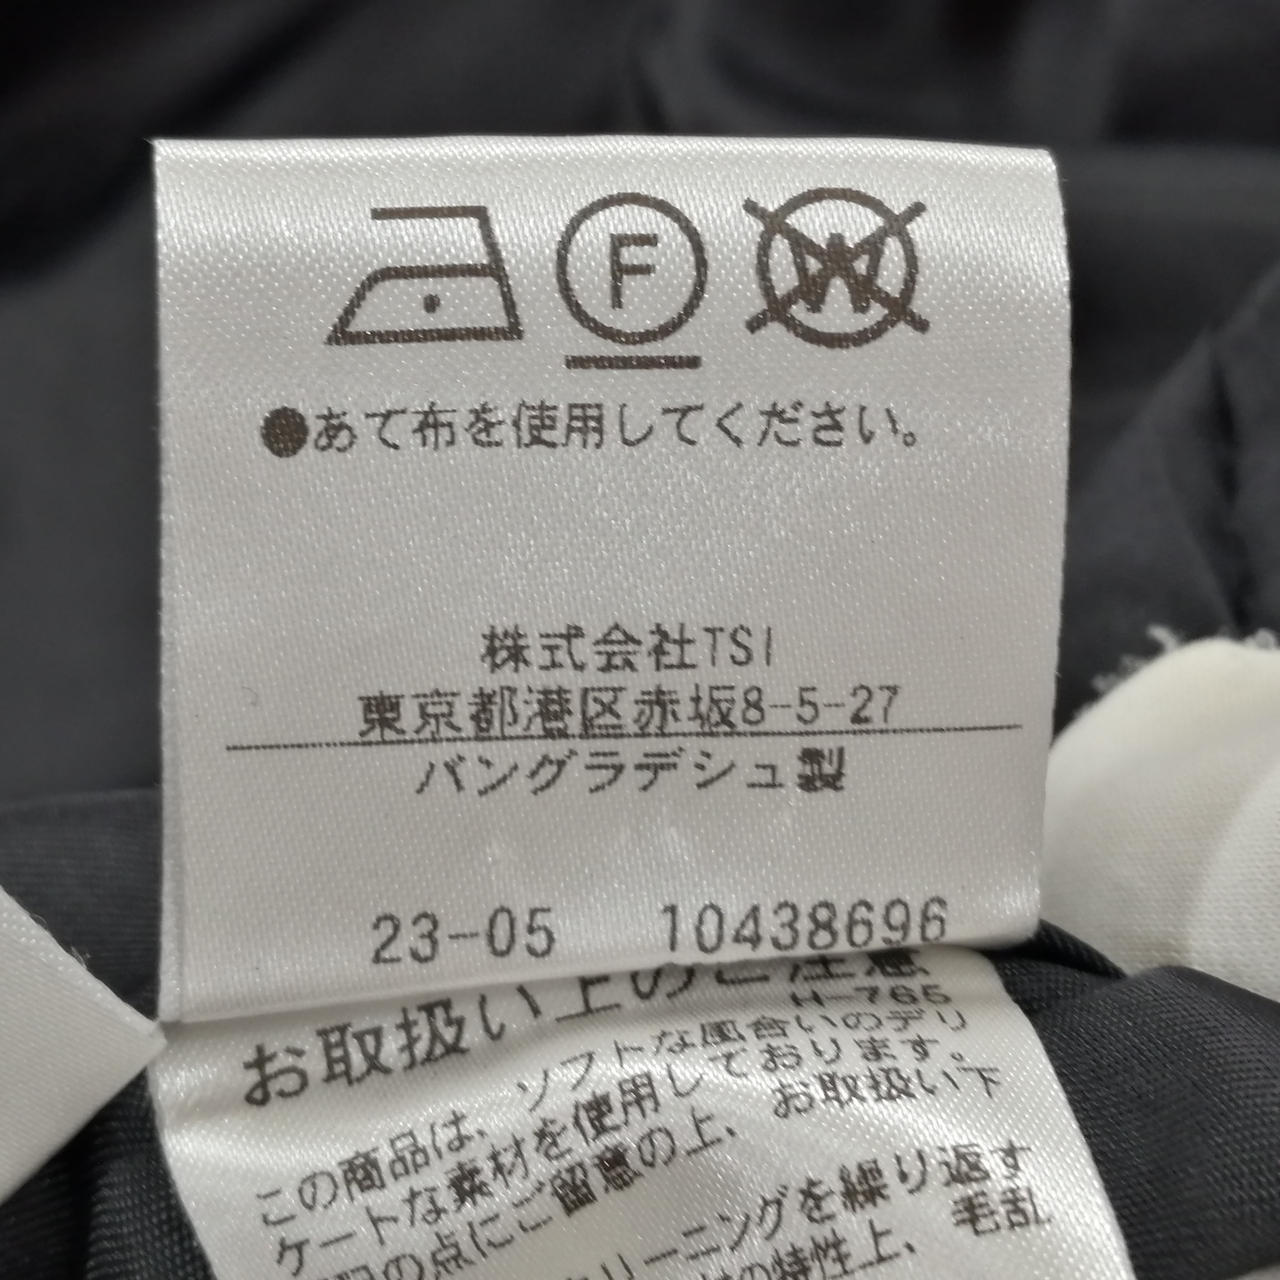 F
W
●あて布を使用してください。
株式会社TSI
東京都港区赤坂8-5-27
バングラデシュ製
23-05 10438696
お取扱い上のご注意
H-765
この商品は、ソフトな風合いのデリ
ケートな素材を使用しております。
の点にご留意の上、お取扱い下
リーニングを繰り返す
の特性上、毛乱